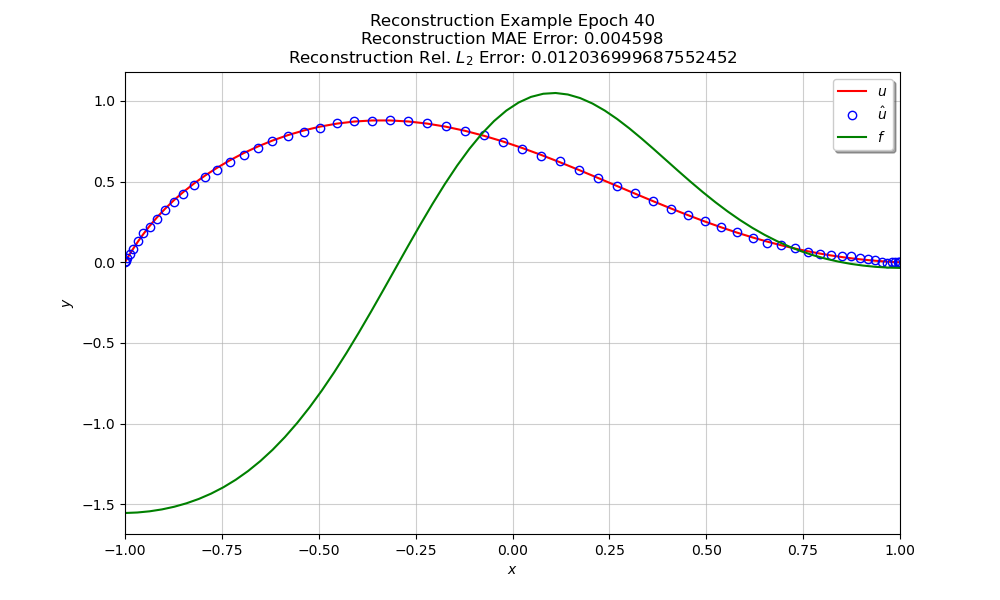 Reconstruction Example Epoch 40
Reconstruction MAE Error: 0.004598
Reconstruction Rel. L₂ Error: 0.012036999687552452
u
û
f
1.0
0.5
0.0
−0.5
−1.0
−1.5
y
−1.00 −0.75 −0.50 −0.25 0.00 0.25 0.50 0.75 1.00
x